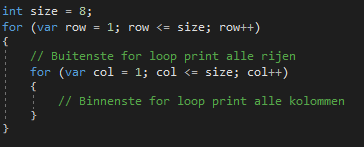 int size = 8;
for (var row = 1; row <= size; row++)
{
// Buitenste for loop print alle rijen
for (var col = 1; col <= size; col++)
{
// Binnenste for loop print alle kolommen
}
}